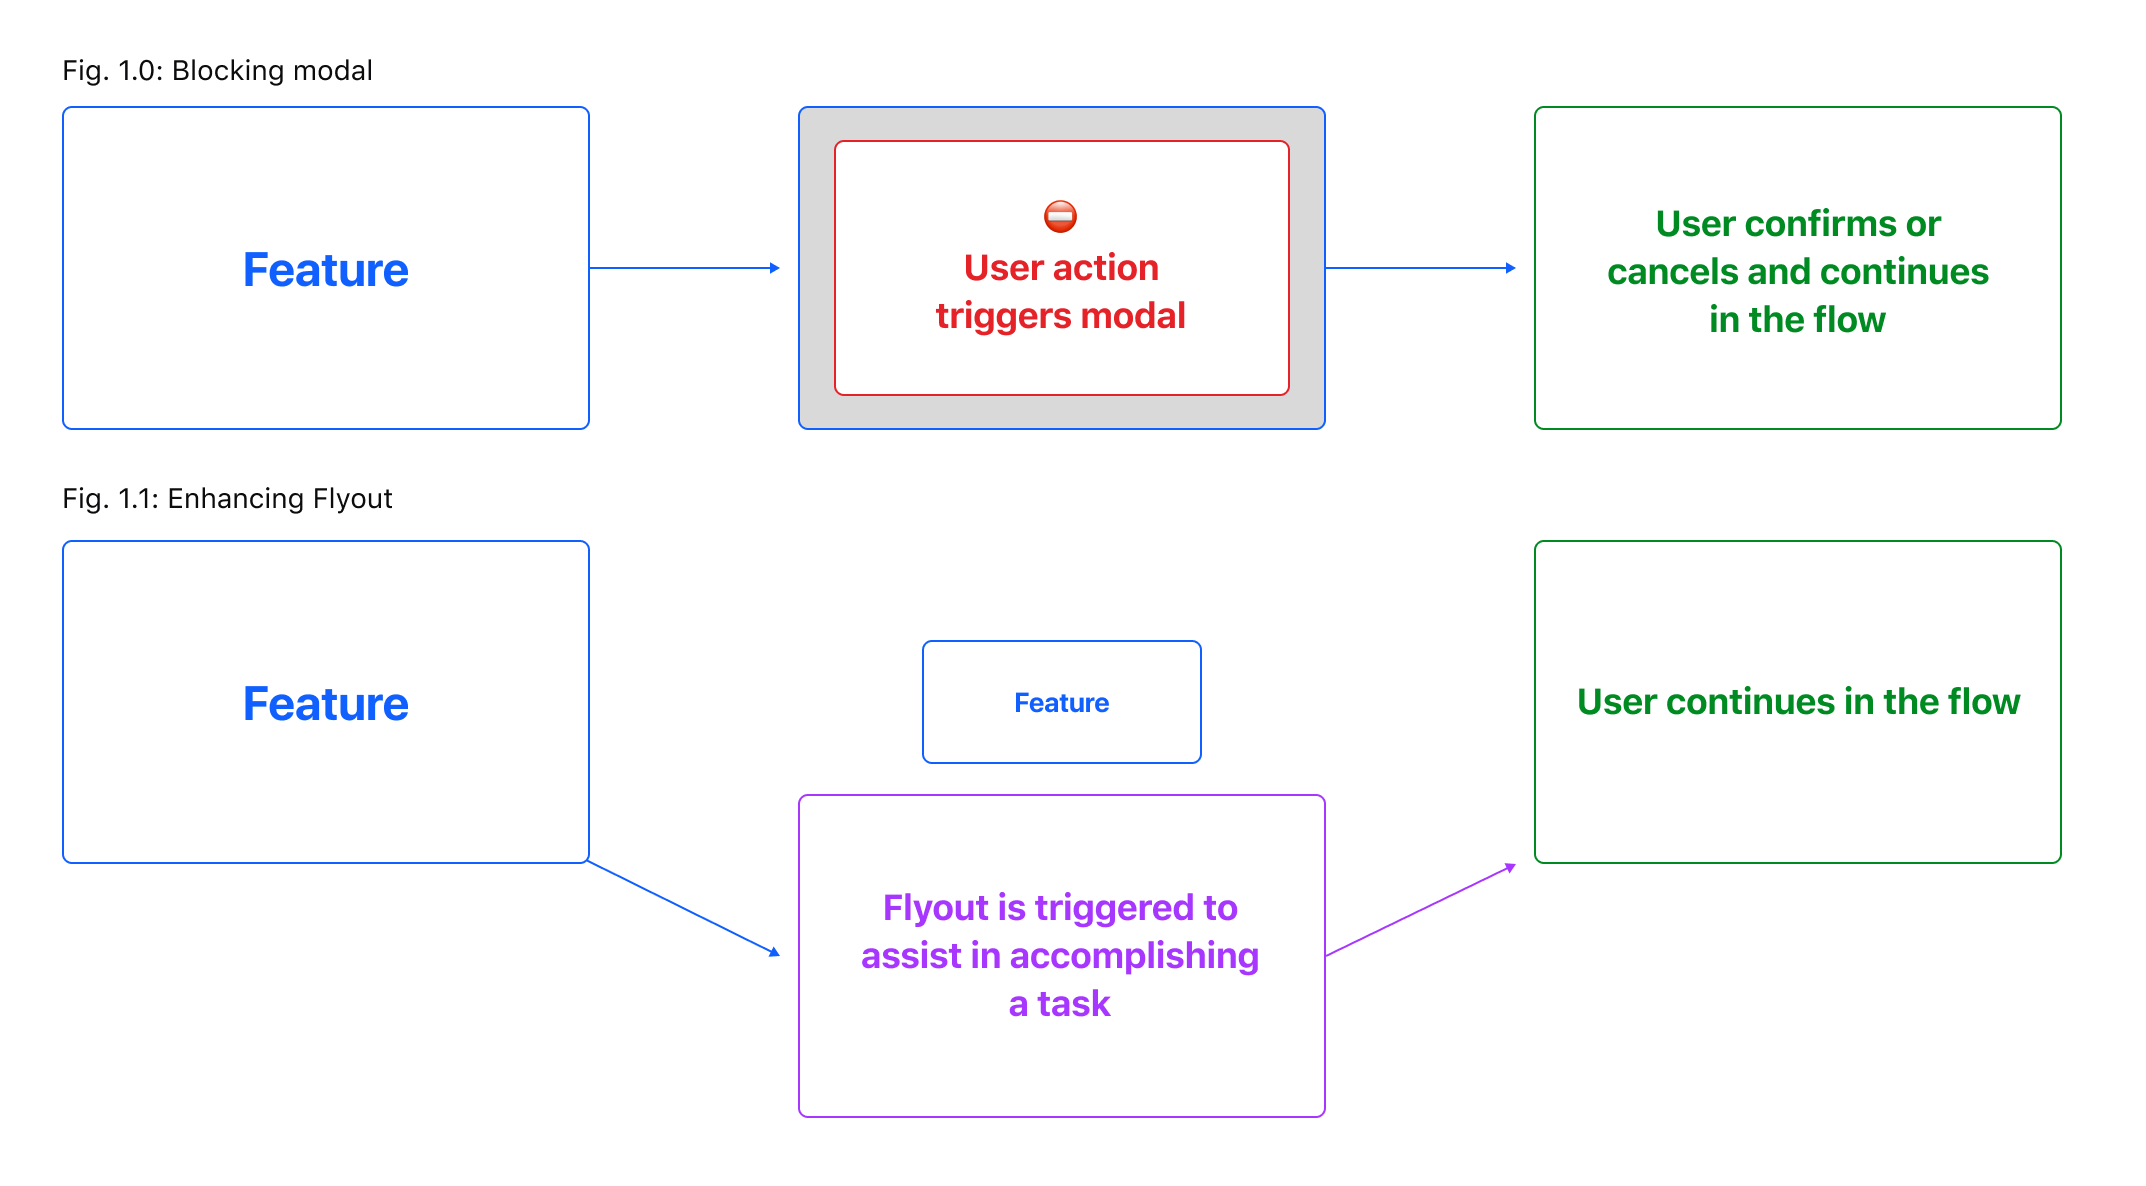 Fig. 1.0: Blocking modal
Feature
User action
triggers modal
User confirms or
cancels and continues
in the flow
Fig. 1.1: Enhancing Flyout
Feature
Feature
Flyout is triggered to
assist in accomplishing
a task
User continues in the flow